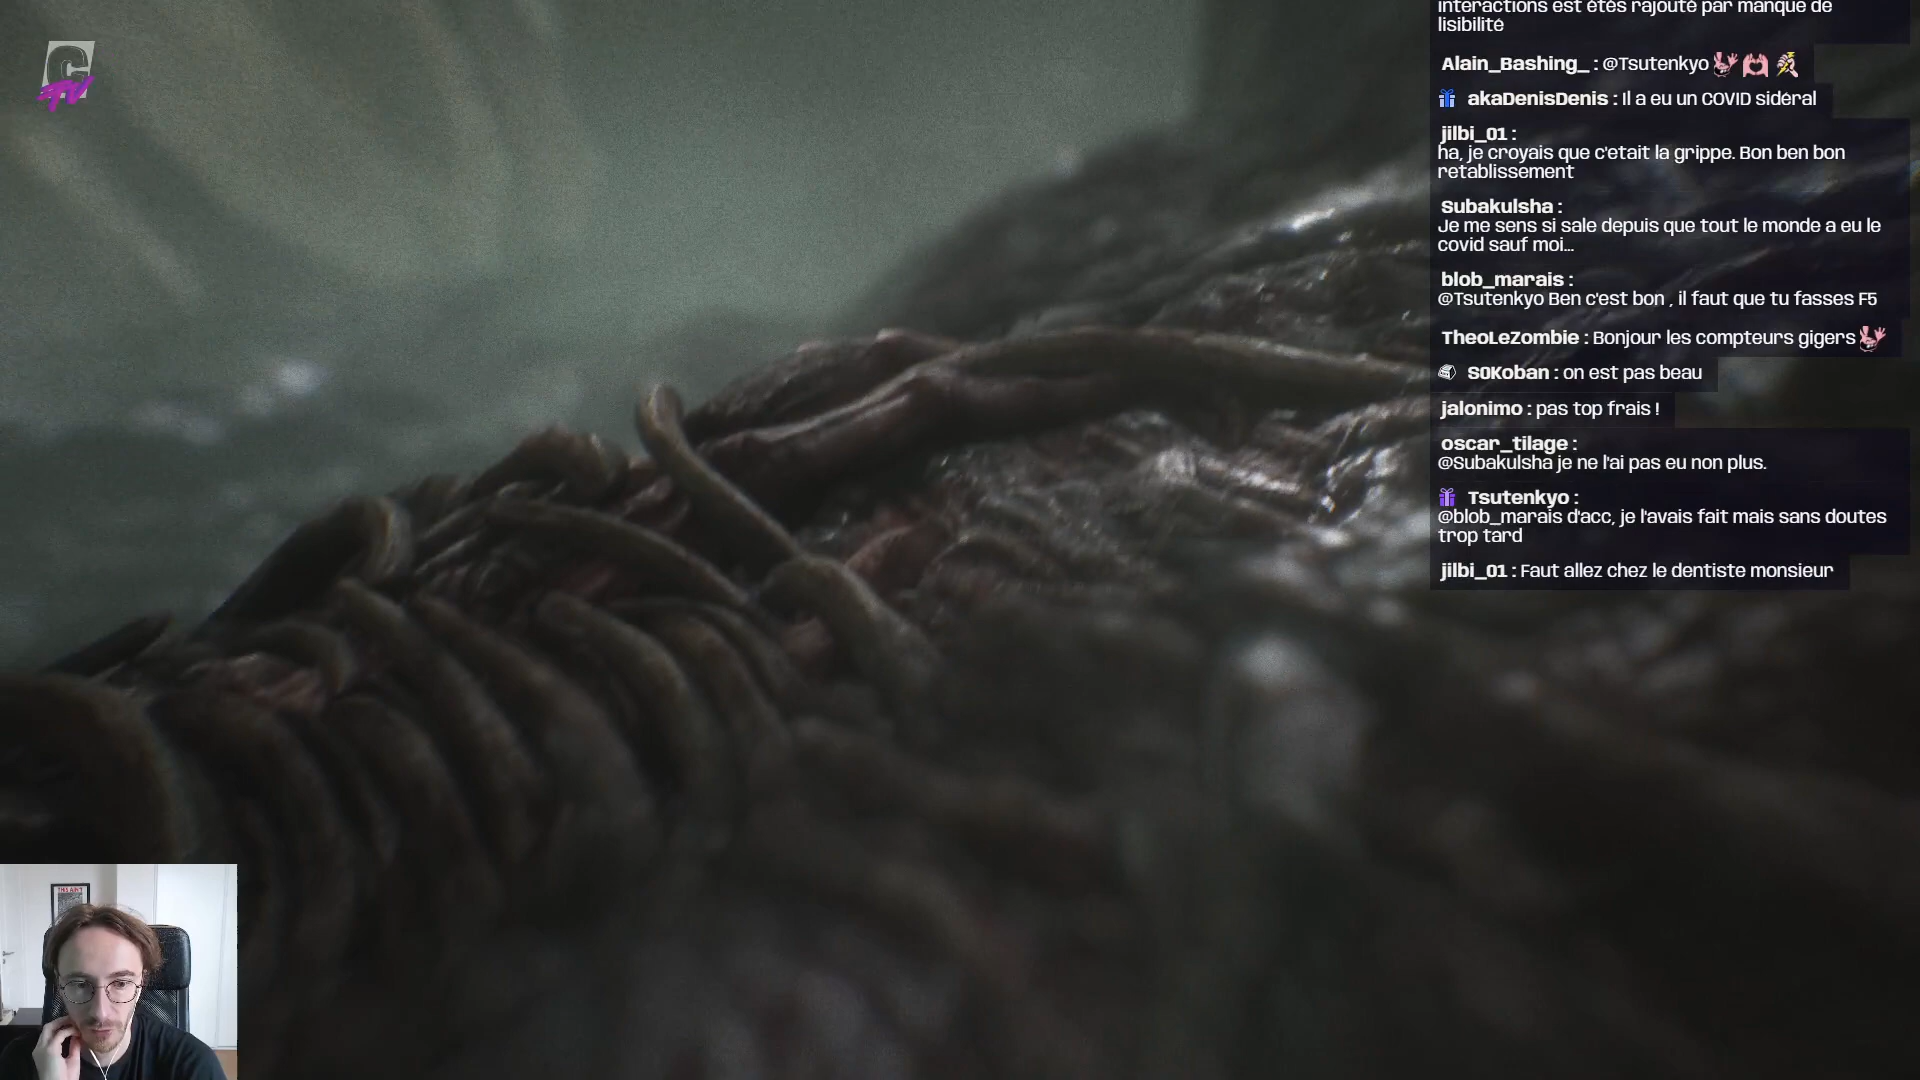 interactions est étés rajouté par manque de
lisibilité
Alain_Bashing_ : @Tsutenkyo
akaDenisDenis : Il a eu un COVID sidéral
jilbi_01 :
ha, je croyais que c'etait la grippe. Bon ben bon
retablissement
Subakulsha :
Je me sens si sale depuis que tout le monde a eu le
covid sauf moi...
blob_marais :
@Tsutenkyo Ben c'est bon , il faut que tu fasses F5
TheoLeZombie : Bonjour les compteurs gigers
S0Koban : on est pas beau
jalonimo : pas top frais !
oscar_tilage :
@Subakulsha je ne l'ai pas eu non plus.
Tsutenkyo :
@blob_marais d'acc, je l'avais fait mais sans doutes
trop tard
jilbi_01 : Faut allez chez le dentiste monsieur
C
TV
THIS AIN'T